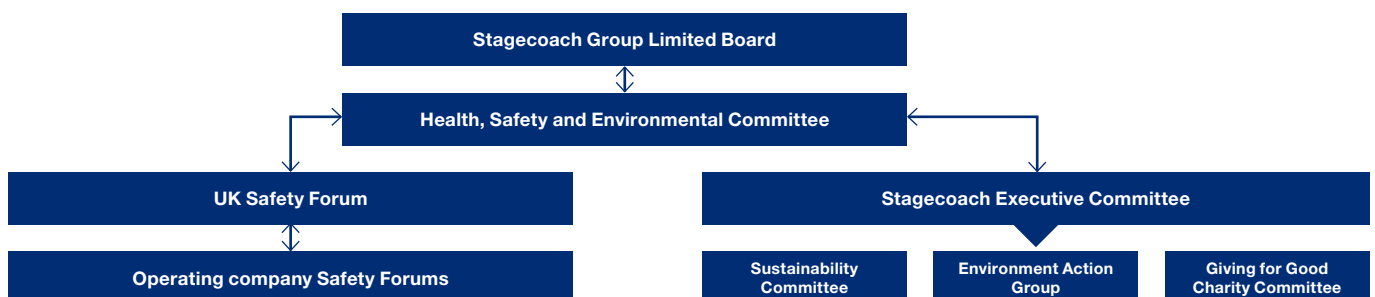 Stagecoach Group Limited Board
Health, Safety and Environmental Committee
UK Safety Forum
Stagecoach Executive Committee
Operating company Safety Forums
Sustainability
Committee
Environment Action
Group
Giving for Good
Charity Committee